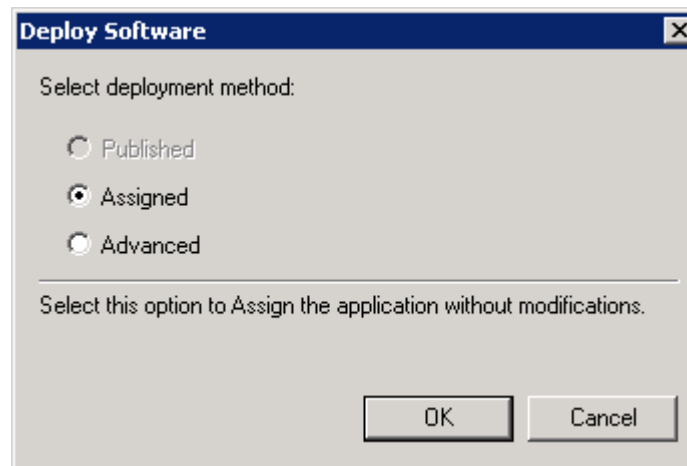 Deploy Software
Select deployment method:
Published
Assigned
Advanced
Select this option to Assign the application without modifications.
OK Cancel